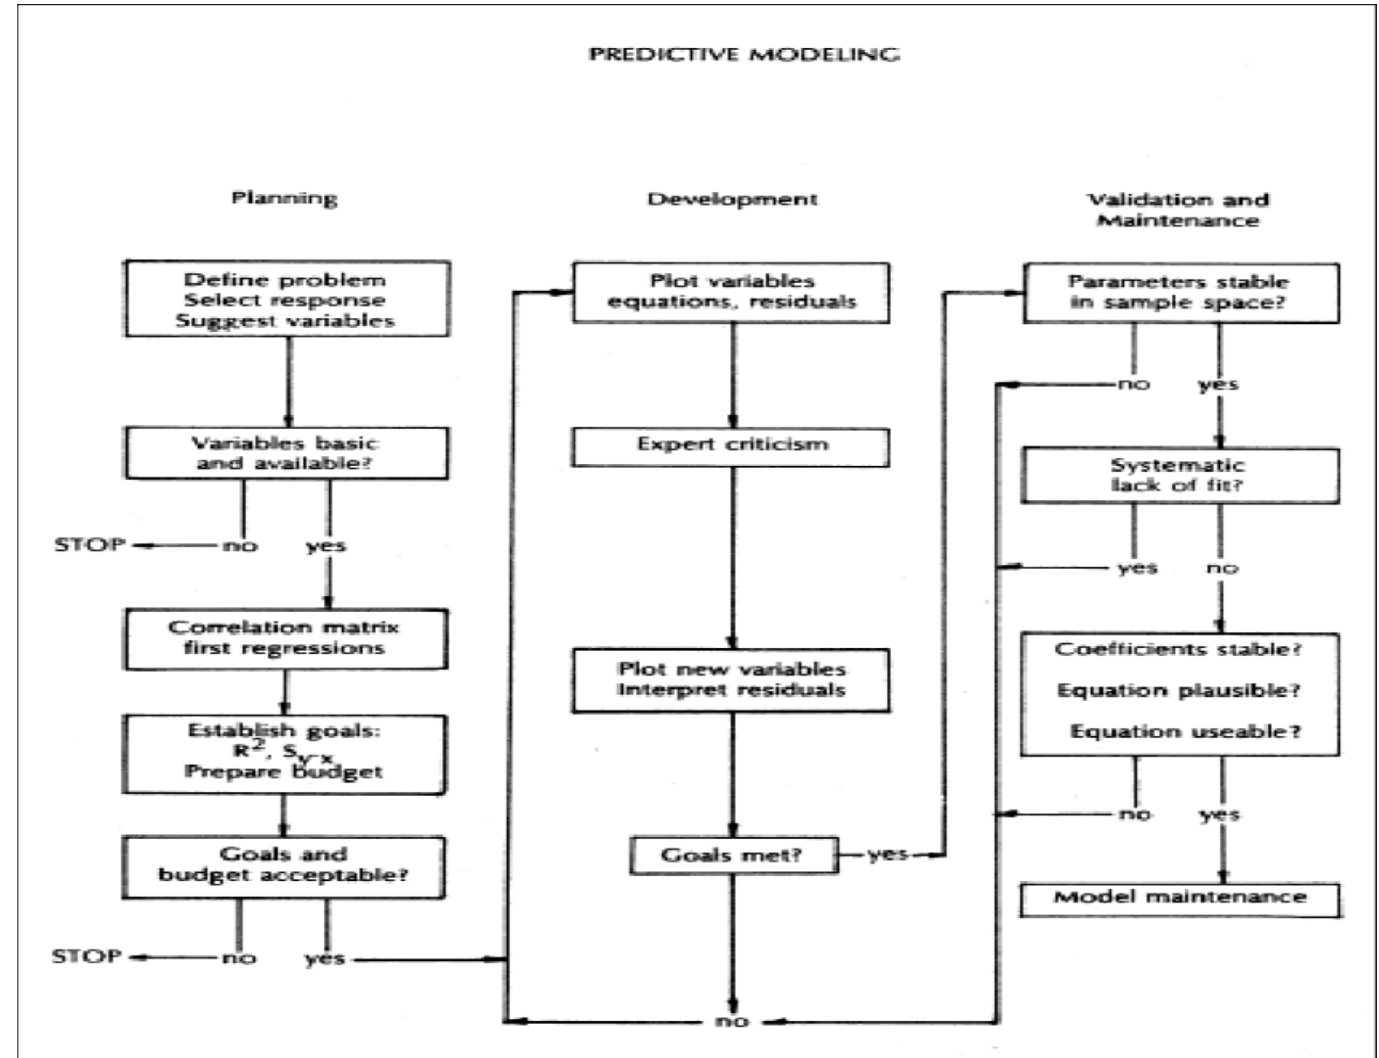 PREDICTIVE MODELING
Planning
Define problem
Select response
Suggest variables
Variables basic
and available?
STOP
no
yes
Correlation matrix
first regressions
Establish goals:
R², Sy·x,
Prepare budget
Goals and
budget acceptable?
STOP
no
yes
Development
Plot variables
equations, residuals
Expert criticism
Plot new variables
Interpret residuals
Goals met?
yes
no
Validation and
Maintenance
Parameters stable
in sample space?
no
yes
Systematic
lack of fit?
yes
no
Coefficients stable?
Equation plausible?
Equation useable?
no
yes
Model maintenance